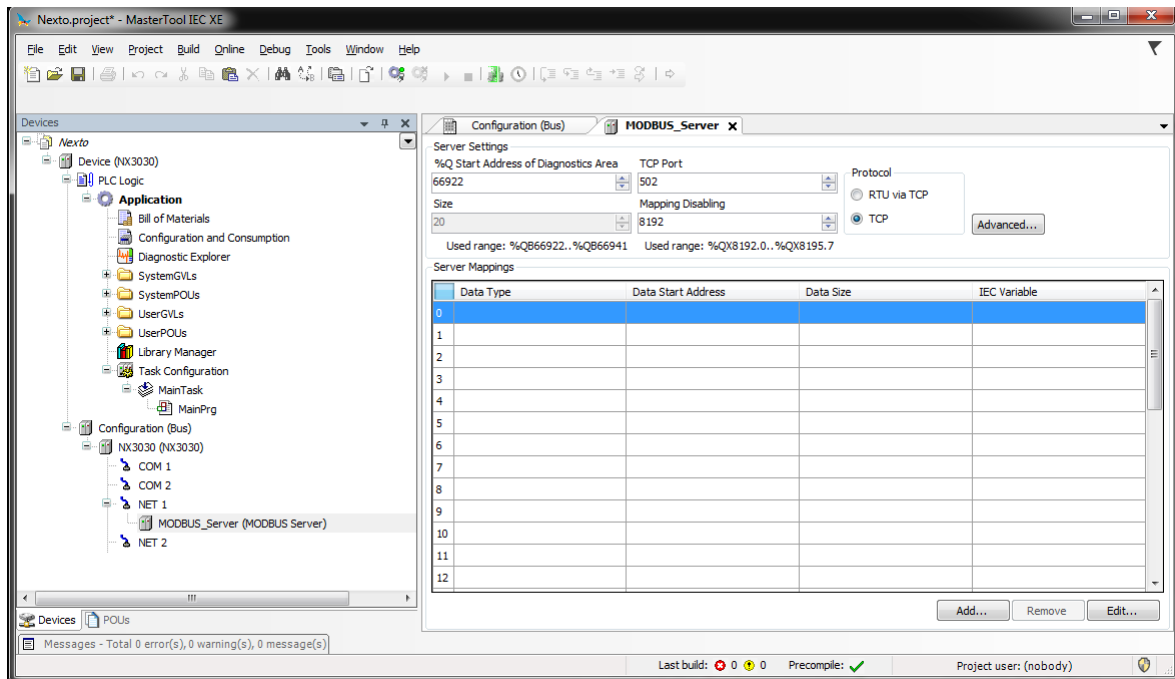 Nexto.project* - MasterTool IEC XE
File Edit View Project Build Online Debug Tools Window Help
Devices
Nexto
Device (NX3030)
PLC Logic
Application
Bill of Materials
Configuration and Consumption
Diagnostic Explorer
SystemGVLs
SystemPOUs
UserGVLs
UserPOUs
Library Manager
Task Configuration
MainTask
MainPrg
Configuration (Bus)
NX3030 (NX3030)
COM 1
COM 2
NET 1
MODBUS_Server (MODBUS Server)
NET 2
Devices POUs
Configuration (Bus) MODBUS_Server
Server Settings
%Q Start Address of Diagnostics Area TCP Port
66922 502
Size Mapping Disabling
20 8192
Used range: %QB66922..%QB66941 Used range: %QX8192.0..%QX8195.7
Protocol
RTU via TCP
TCP
Advanced...
Server Mappings
Data Type Data Start Address Data Size IEC Variable
0
1
2
3
4
5
6
7
8
9
10
11
12
Add... Remove Edit...
Messages - Total 0 error(s), 0 warning(s), 0 message(s)
Last build: 0 0 Precompile: Project user: (nobody)